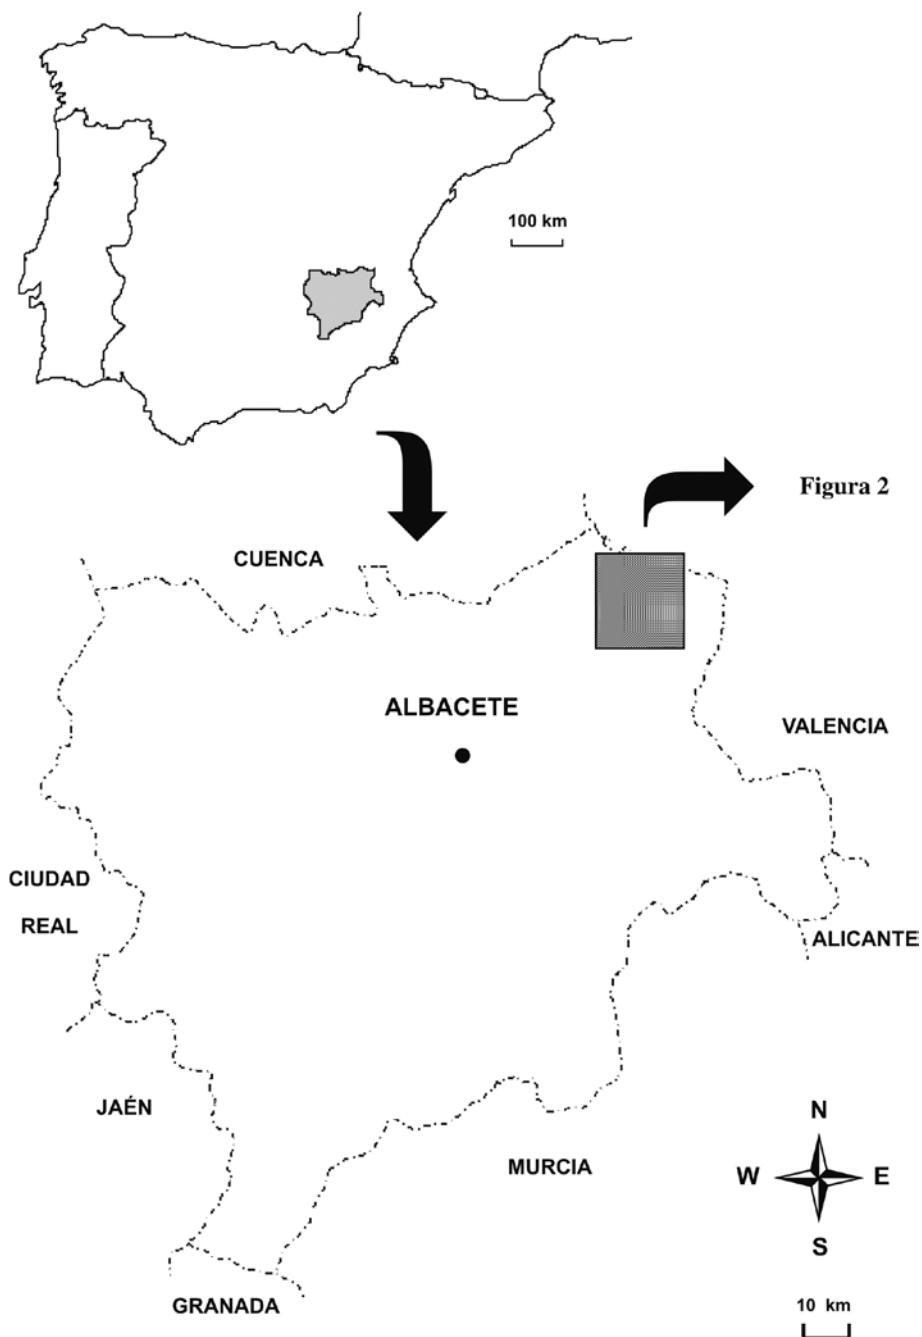 100 km
Figura 2
CUENCA
ALBACETE
VALENCIA
CIUDAD
REAL
ALICANTE
JAÉN
MURCIA
N
W E
S
GRANADA
10 km